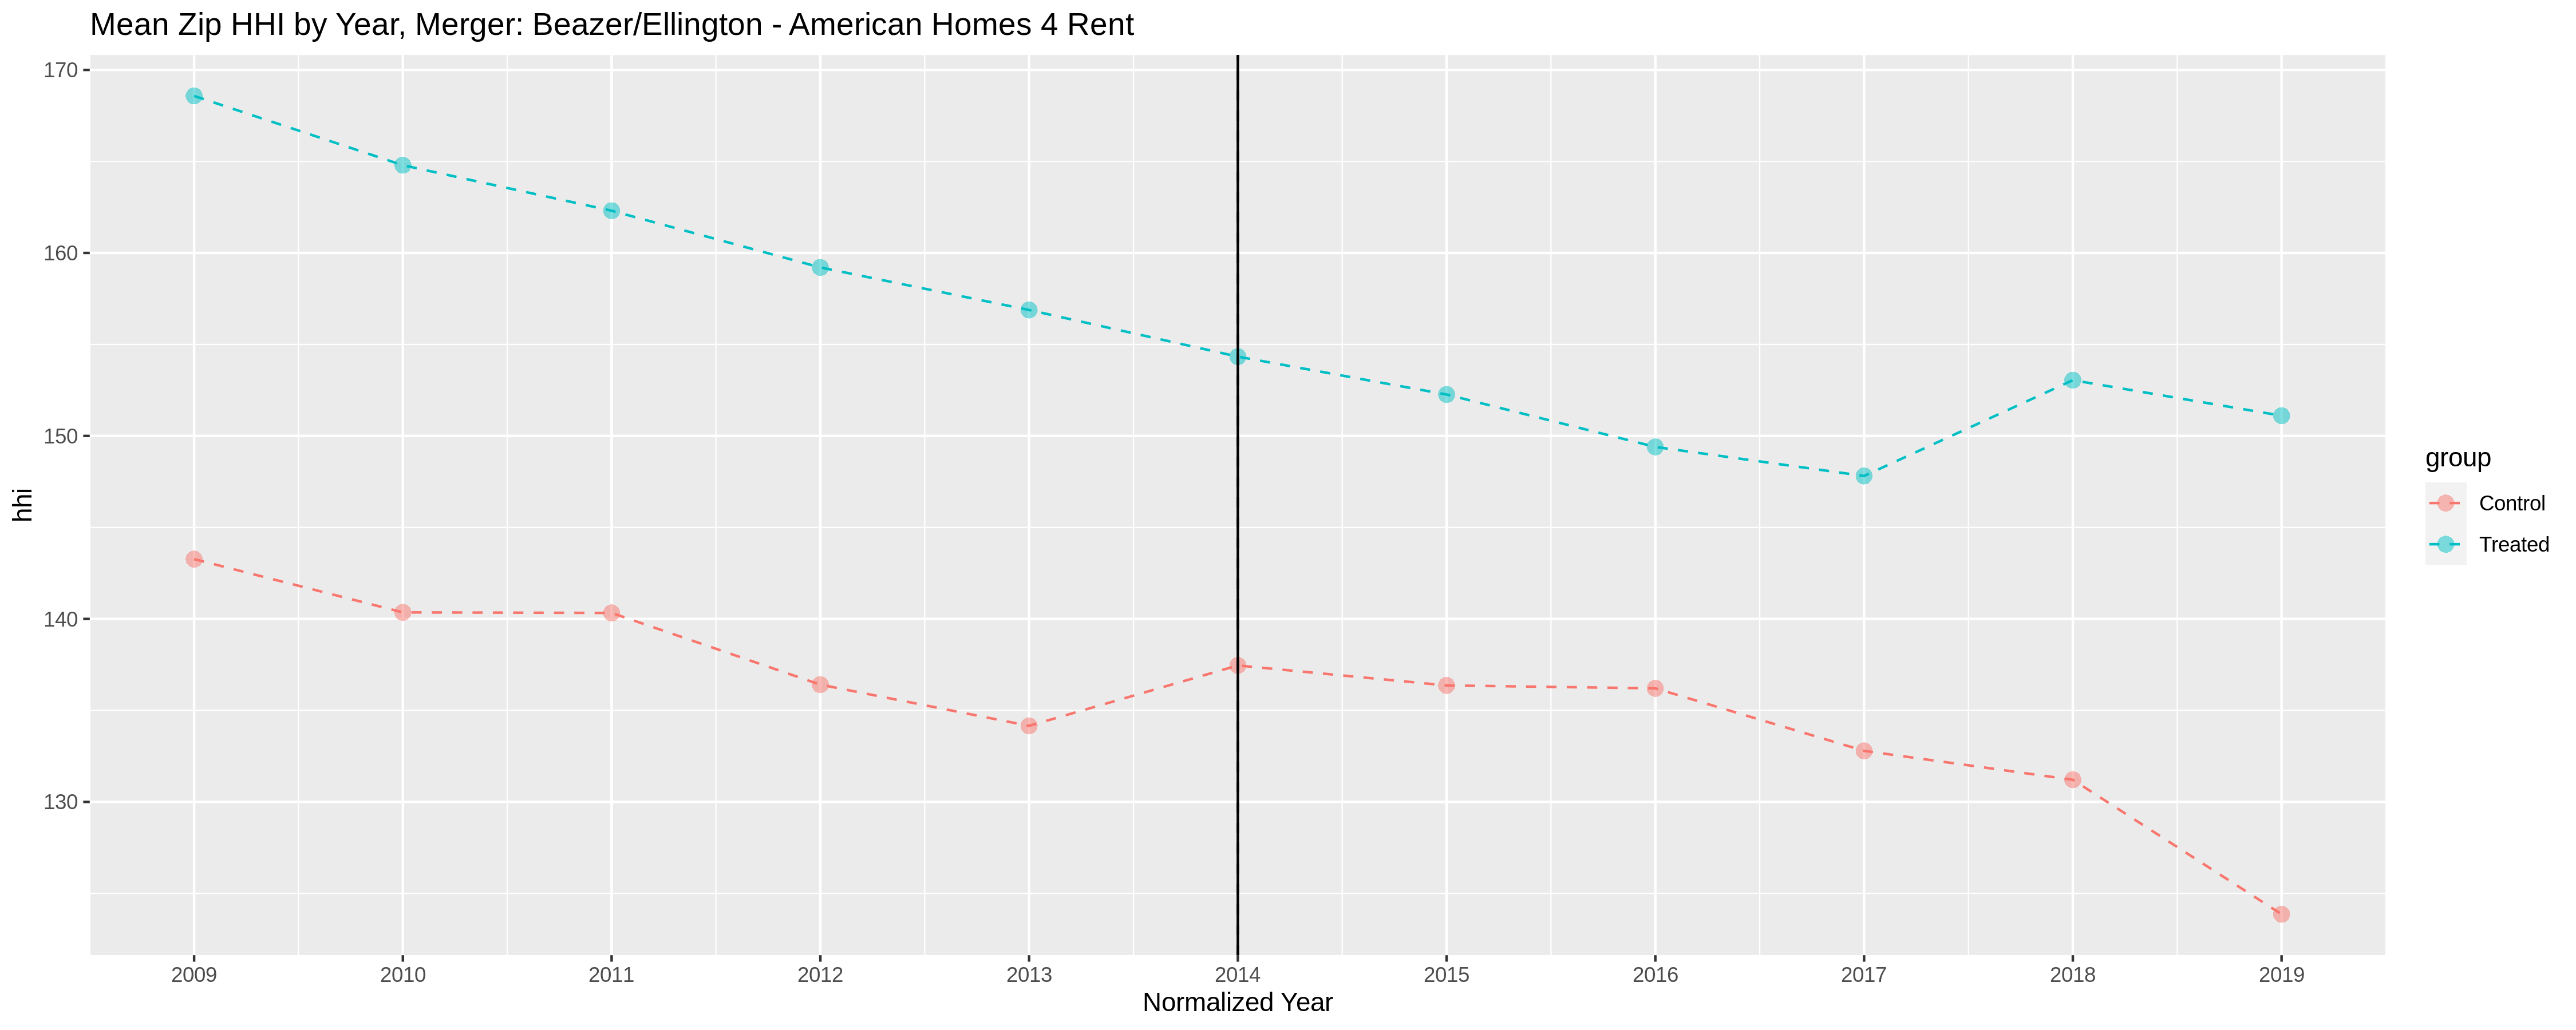 Mean Zip HHI by Year, Merger: Beazer/Ellington - American Homes 4 Rent
170
160
150
140
130
hhi
2009 2010 2011 2012 2013 2014 2015 2016 2017 2018 2019
Normalized Year
group
Control
Treated